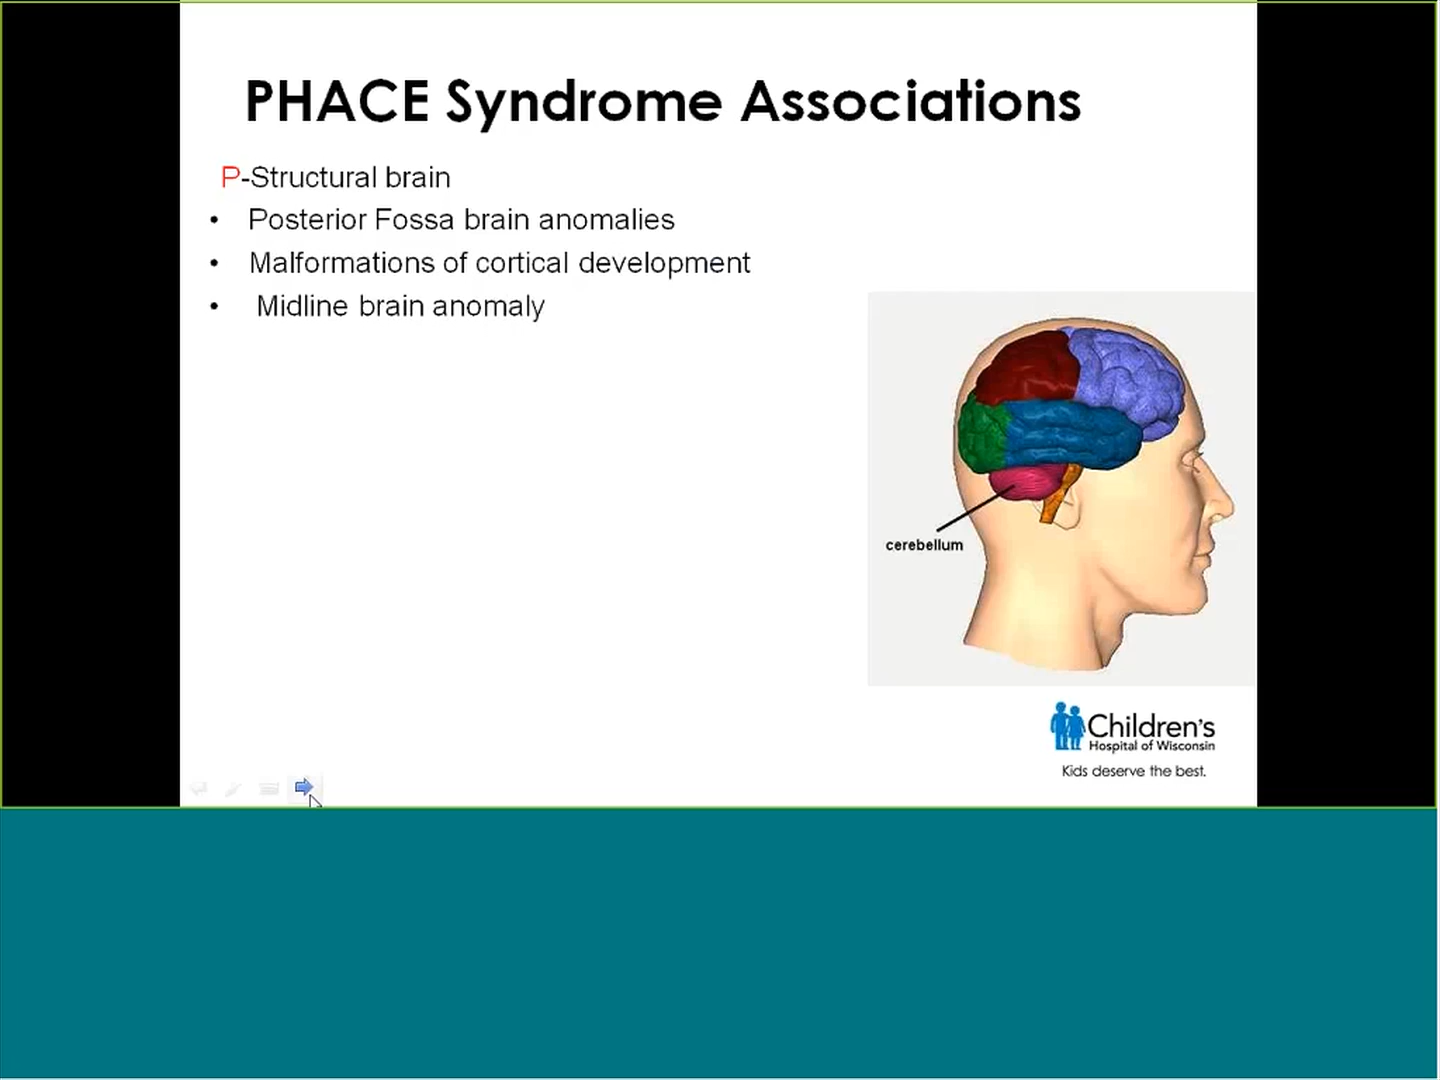 PHACE Syndrome Associations
P-Structural brain
• Posterior Fossa brain anomalies
• Malformations of cortical development
• Midline brain anomaly
cerebellum
Children's
Hospital of Wisconsin
Kids deserve the best.